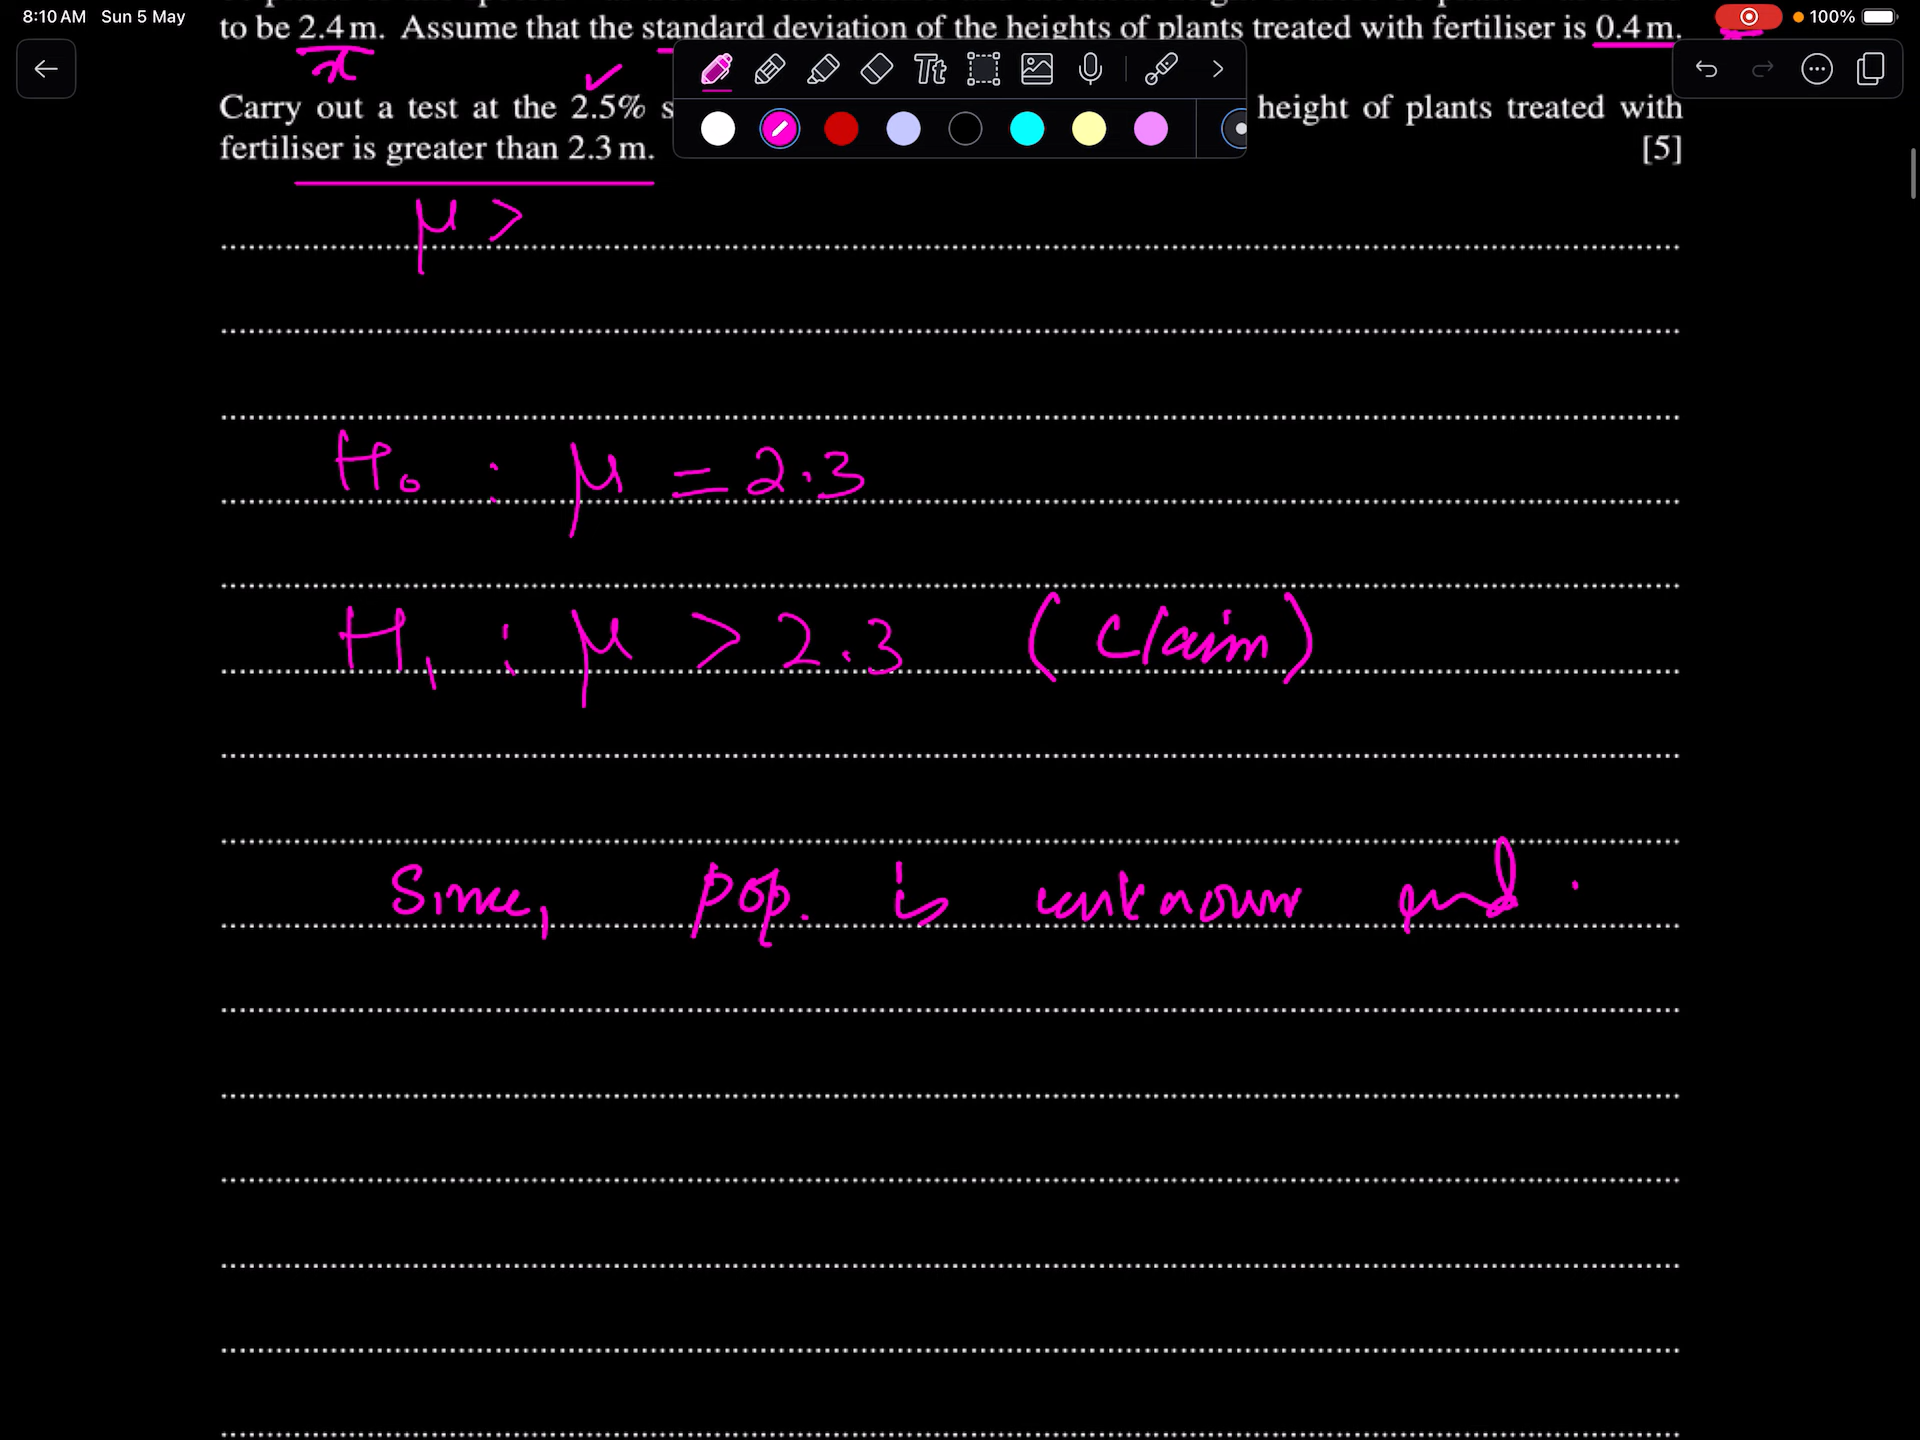 8:10 AM Sun 5 May
100%
to be 2.4 m. Assume that the standard deviation of the heights of plants treated with fertiliser is 0.4 m.
x
Tt
Carry out a test at the 2.5% s height of plants treated with
fertiliser is greater than 2.3 m. [5]
μ >
H₀ : μ = 2.3
H₁ : μ > 2.3 (Claim)
Since, pop. is unknown and